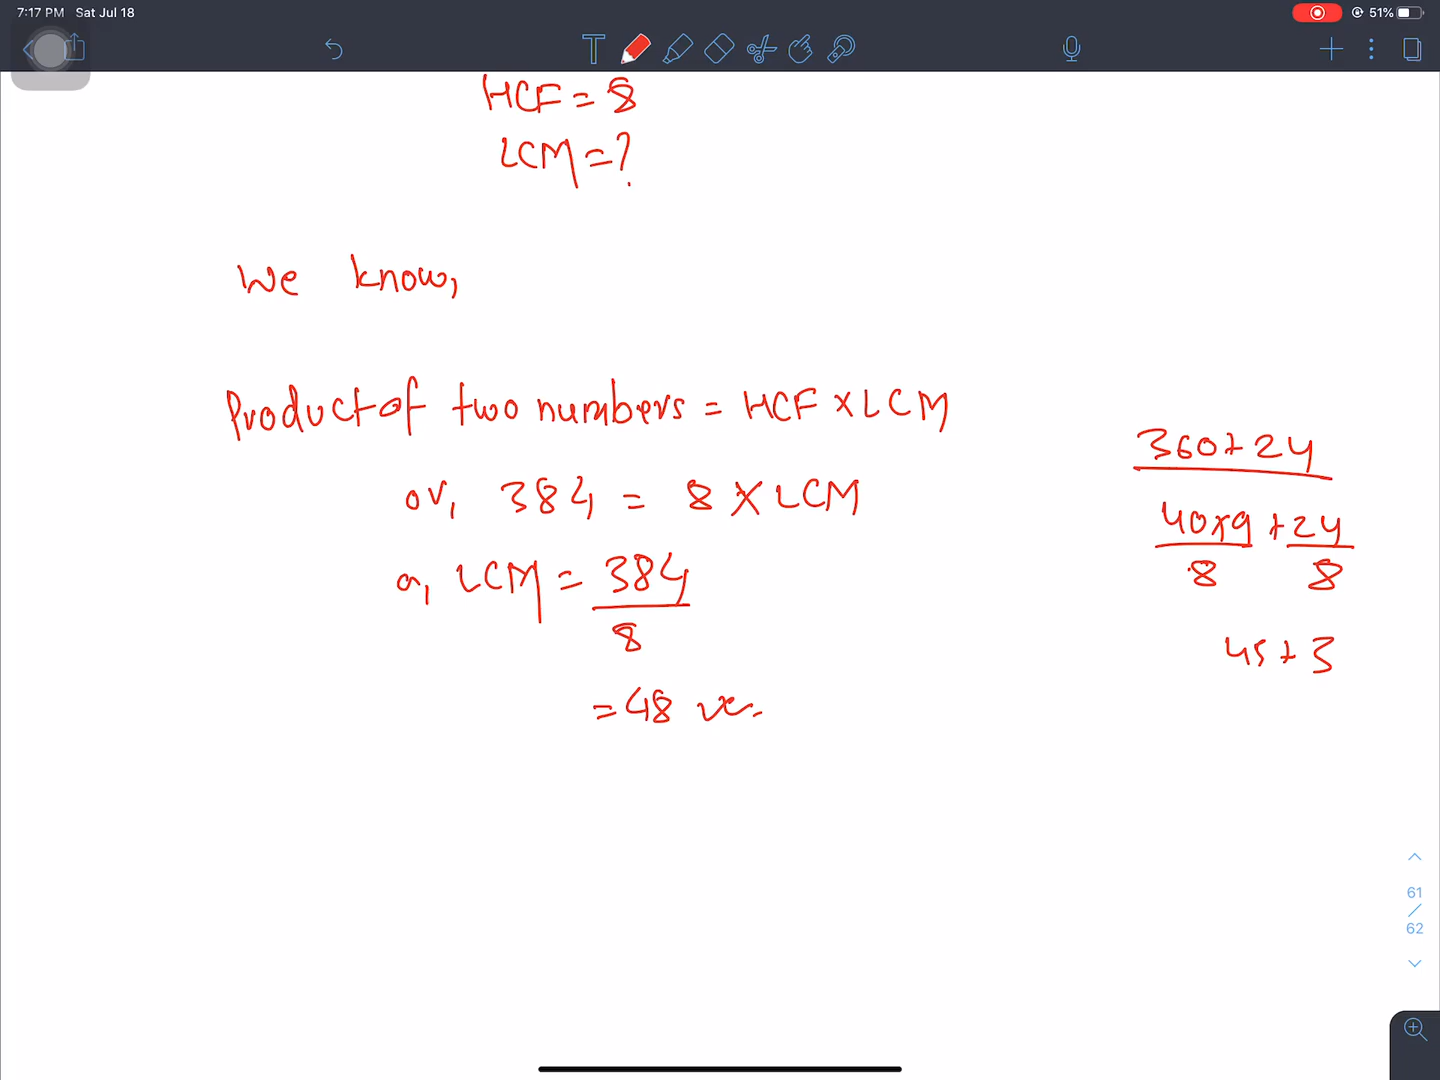 7:17 PM Sat Jul 18
51%
HCF = 8
LCM = ?
We know,
Product of two numbers = HCF X LCM
or, 384 = 8 X LCM
LCM = 384
8
= 48
360 + 24
40x9 + 24
8 8
45 + 3
61
/
62